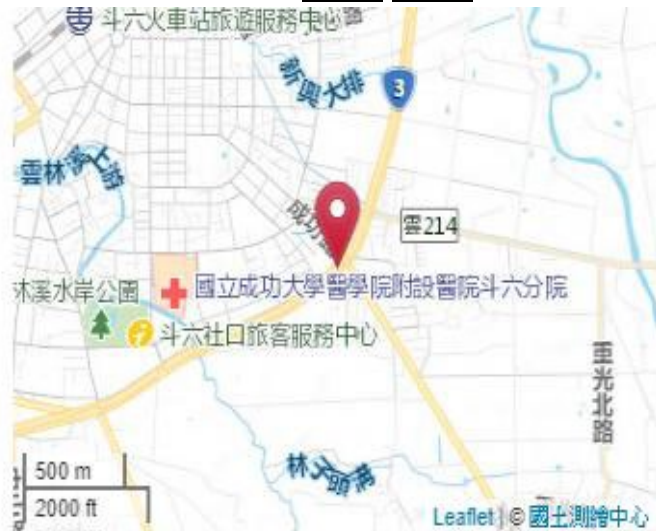 斗六火車站旅遊服務中心
新興大排
3
雲林溪上游
成功
雲214
國立成功大學醫學院附設醫院斗六分院
林溪水岸公園
斗六社口旅客服務中心
重光北路
林子頭溝
500 m
2000 ft
Leaflet | © 國土測繪中心